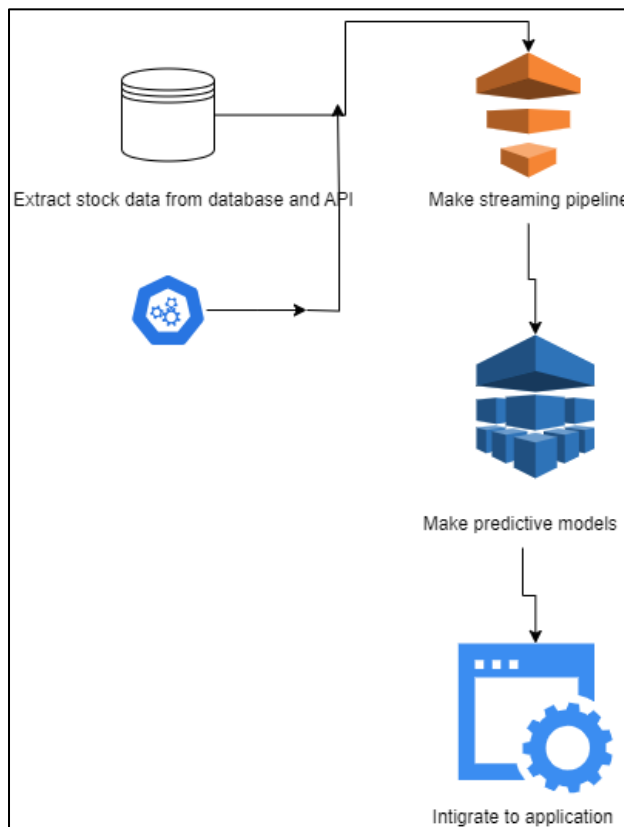 Extract stock data from database and API
Make streaming pipeline
Make predictive models
Intigrate to application